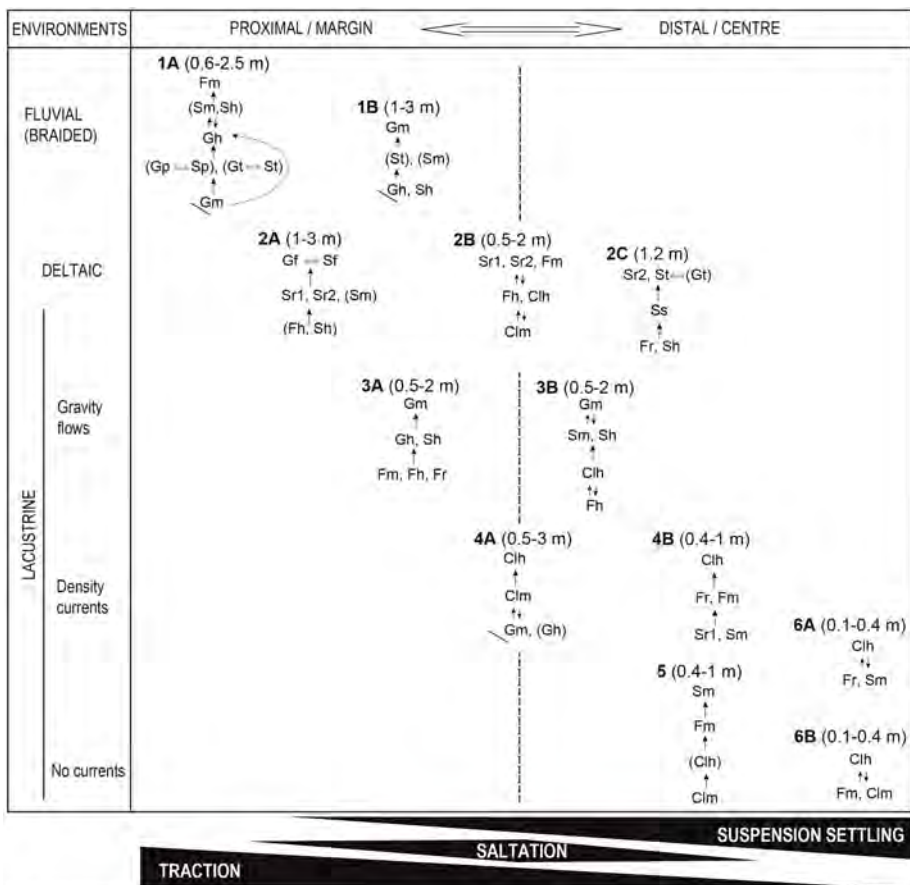 ENVIRONMENTS
PROXIMAL / MARGIN
DISTAL / CENTRE
FLUVIAL
(BRAIDED)
1A (0.6-2.5 m)
Fm
(Sm,Sh)
Gh
(Gp Sp), (Gt St)
Gm
1B (1-3 m)
Gm
(St), (Sm)
Gh, Sh
DELTAIC
2A (1-3 m)
Gf Sf
Sr1, Sr2, (Sm)
(Fh, Sh)
2B (0.5-2 m)
Sr1, Sr2, Fm
Fh, Clh
Clm
2C (1.2 m)
Sr2, St (Gt)
Ss
Fr, Sh
LACUSTRINE
Gravity
flows
3A (0.5-2 m)
Gm
Gh, Sh
Fm, Fh, Fr
3B (0.5-2 m)
Gm
Sm, Sh
Clh
Fh
Density
currents
4A (0.5-3 m)
Clh
Clm
Gm, (Gh)
4B (0.4-1 m)
Clh
Fr, Fm
Sr1, Sm
6A (0.1-0.4 m)
Clh
Fr, Sm
No currents
5 (0.4-1 m)
Sm
Fm
(Clh)
Clm
6B (0.1-0.4 m)
Clh
Fm, Clm
SUSPENSION SETTLING
SALTATION
TRACTION